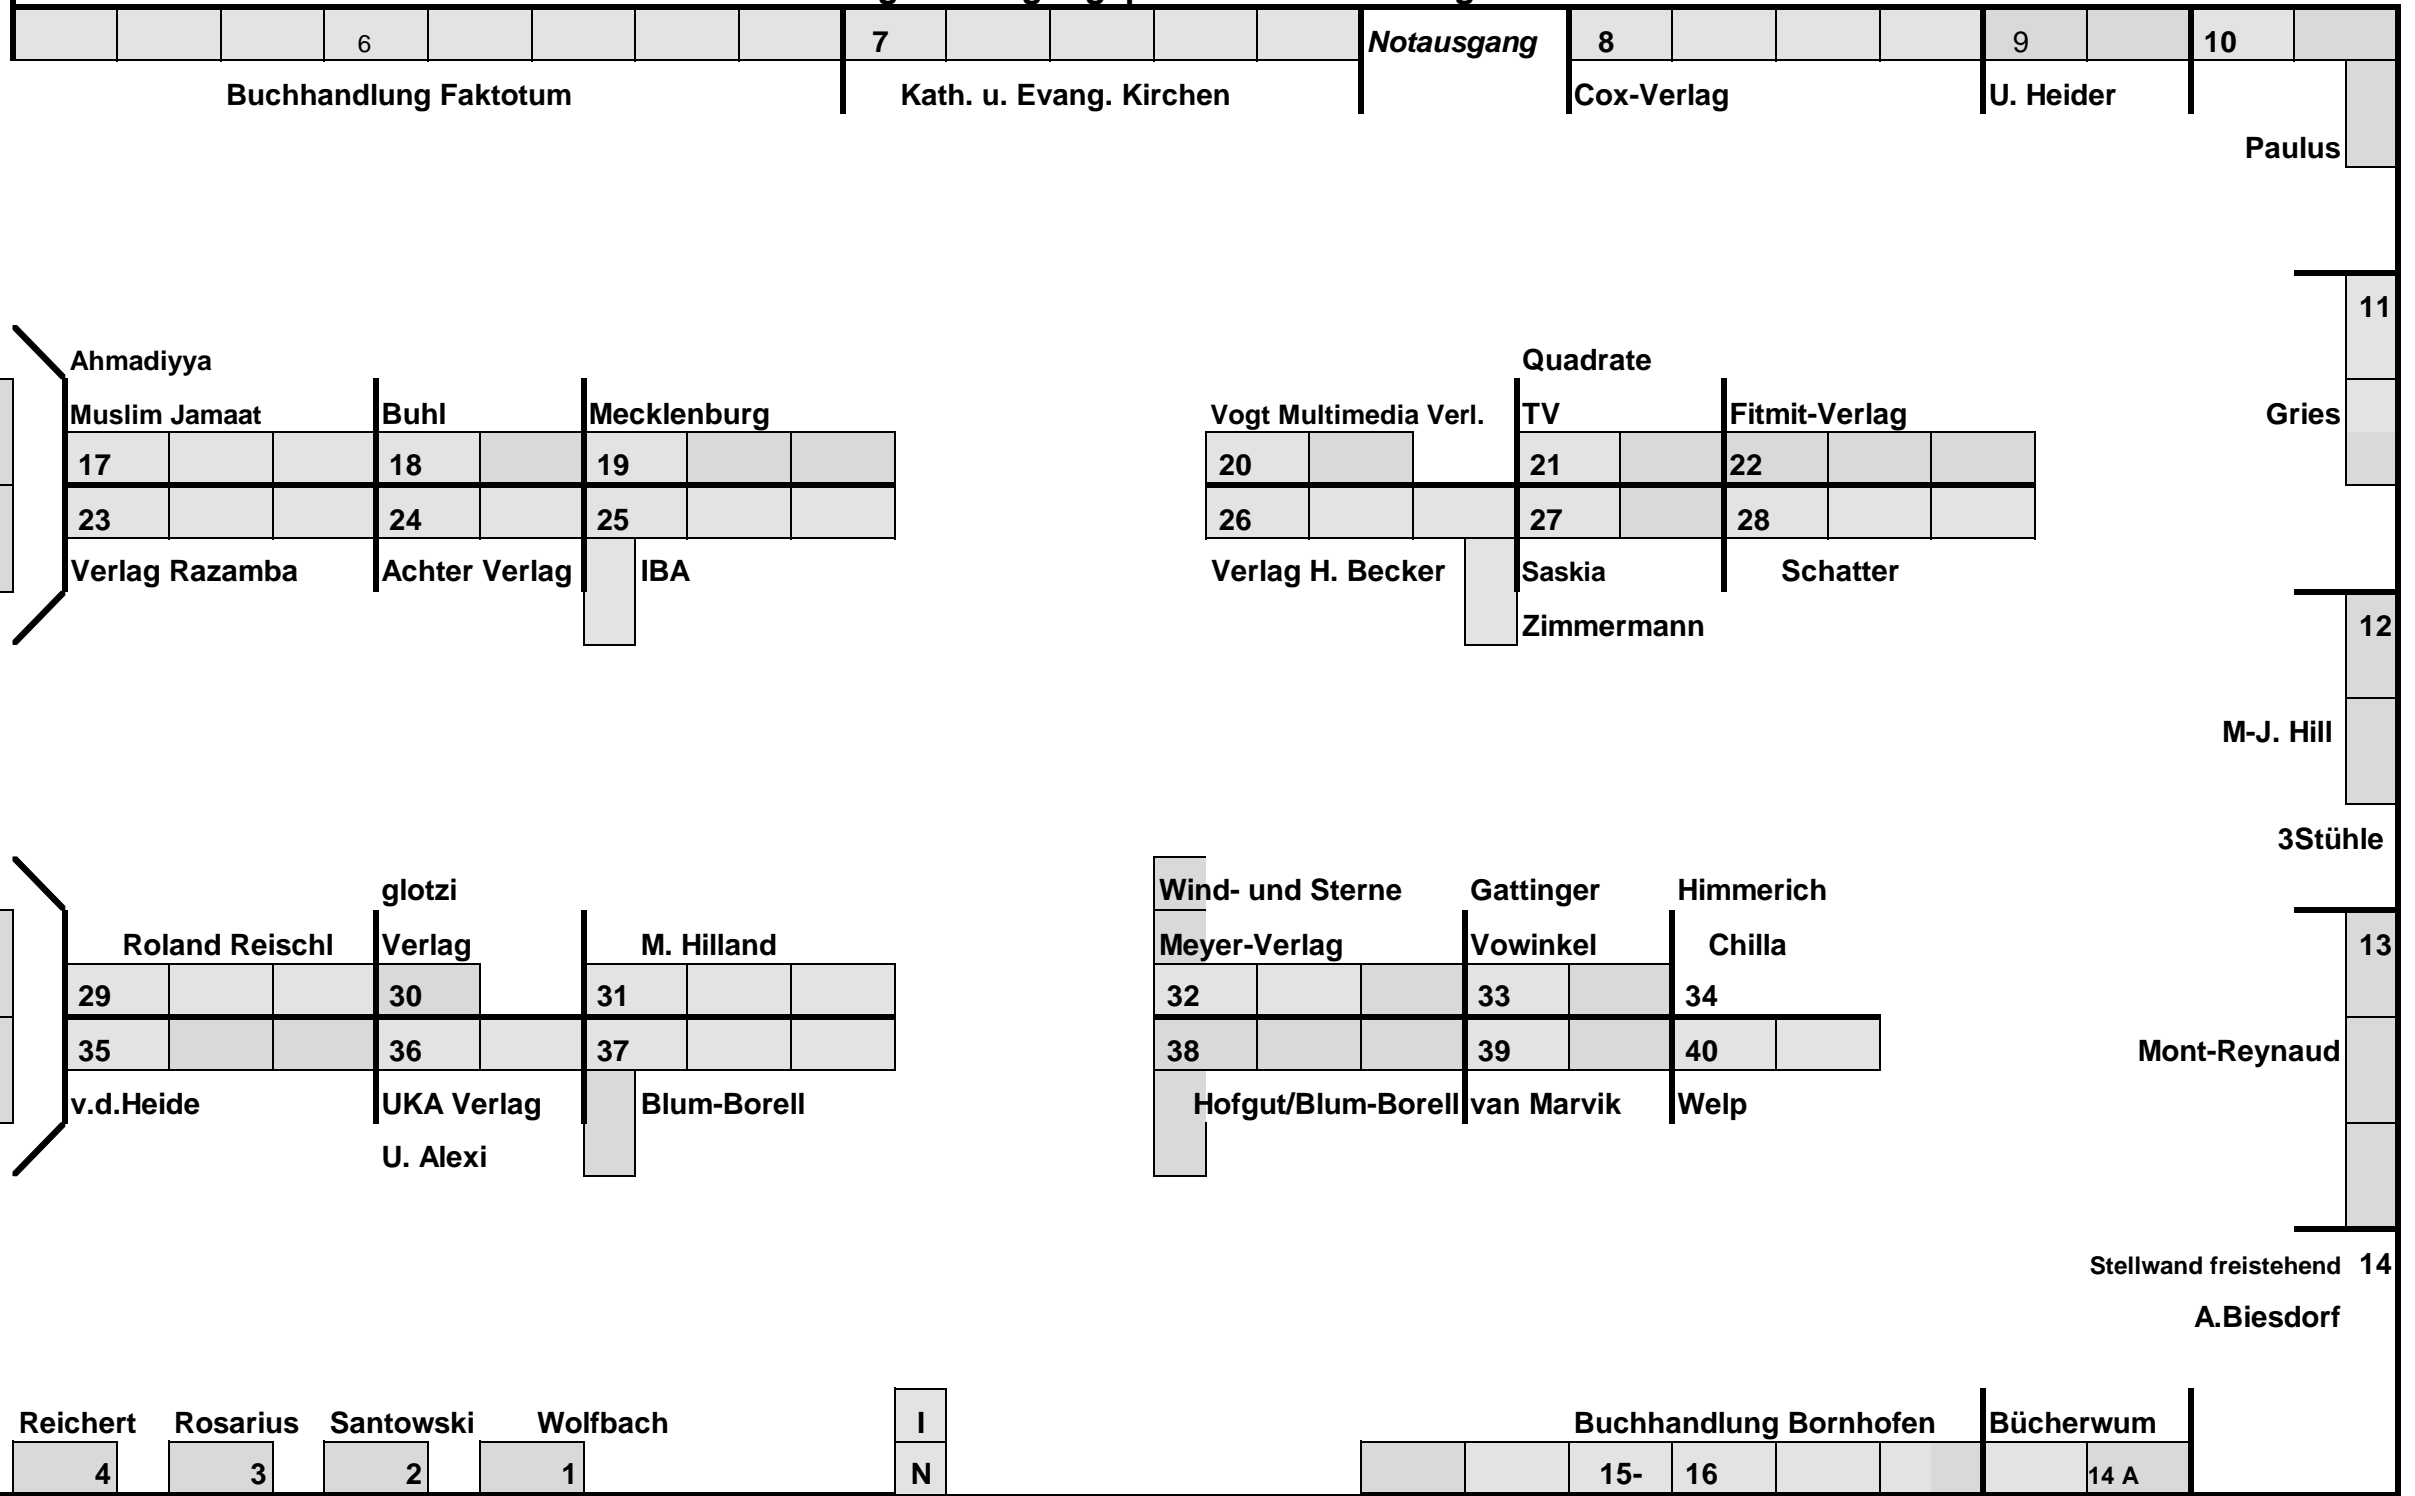 6 7 Notausgang 8 9 10
Buchhandlung Faktotum Kath. u. Evang. Kirchen Cox-Verlag U. Heider
Paulus
11
Ahmadiyya Quadrate
Muslim Jamaat Buhl Mecklenburg Vogt Multimedia Verl. TV Fitmit-Verlag Gries
17 18 19 20 21 22
23 24 25 26 27 28
Verlag Razamba Achter Verlag IBA Verlag H. Becker Saskia Schatter
Zimmermann 12
M-J. Hill
3Stühle
glotzi Wind- und Sterne Gattinger Himmerich
Roland Reischl Verlag M. Hilland Meyer-Verlag Vowinkel Chilla 13
29 30 31 32 33 34
35 36 37 38 39 40 Mont-Reynaud
v.d.Heide UKA Verlag Blum-Borell Hofgut/Blum-Borell van Marvik Welp
U. Alexi
Stellwand freistehend 14
A.Biesdorf
Reichert Rosarius Santowski Wolfbach I Buchhandlung Bornhofen Bücherwum
4 3 2 1 N 15- 16 14 A